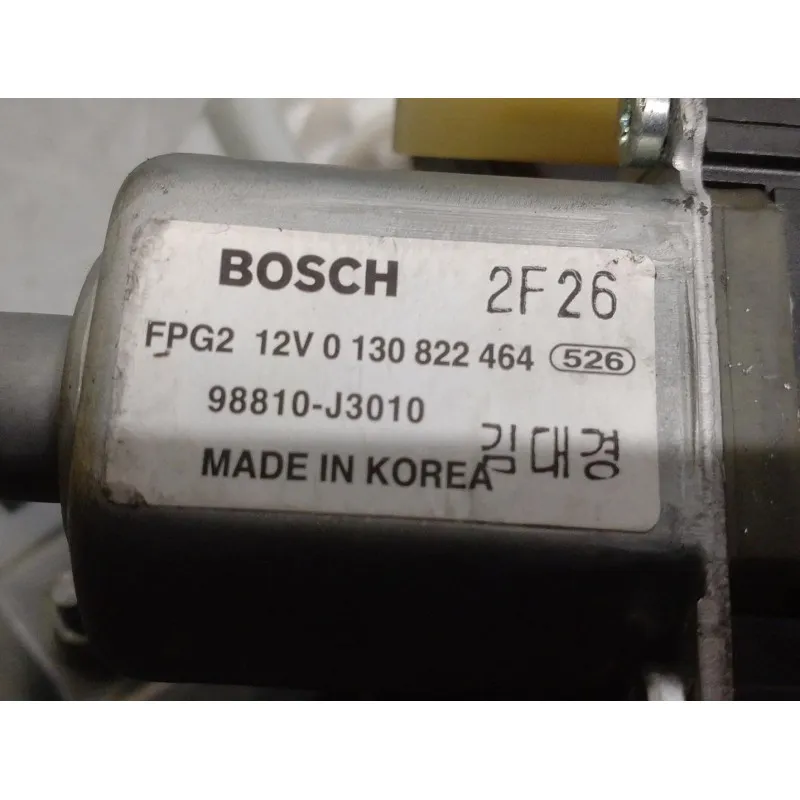 BOSCH 2F26
FPG2 12V 0 130 822 464 526
98810-J3010
MADE IN KOREA 김대경